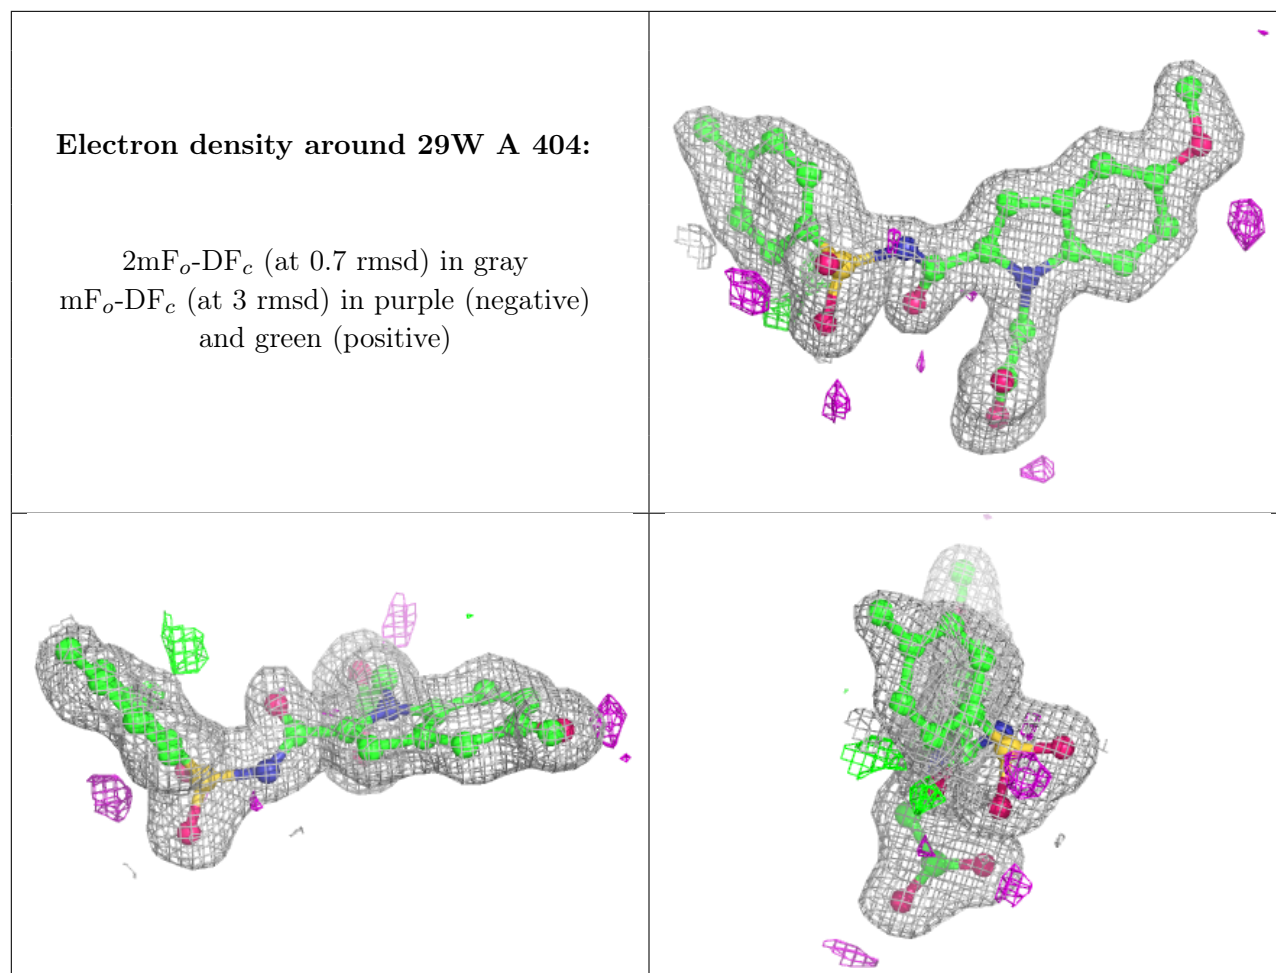 Electron density around 29W A 404:
2mFo-DFc (at 0.7 rmsd) in gray
mFo-DFc (at 3 rmsd) in purple (negative)
and green (positive)